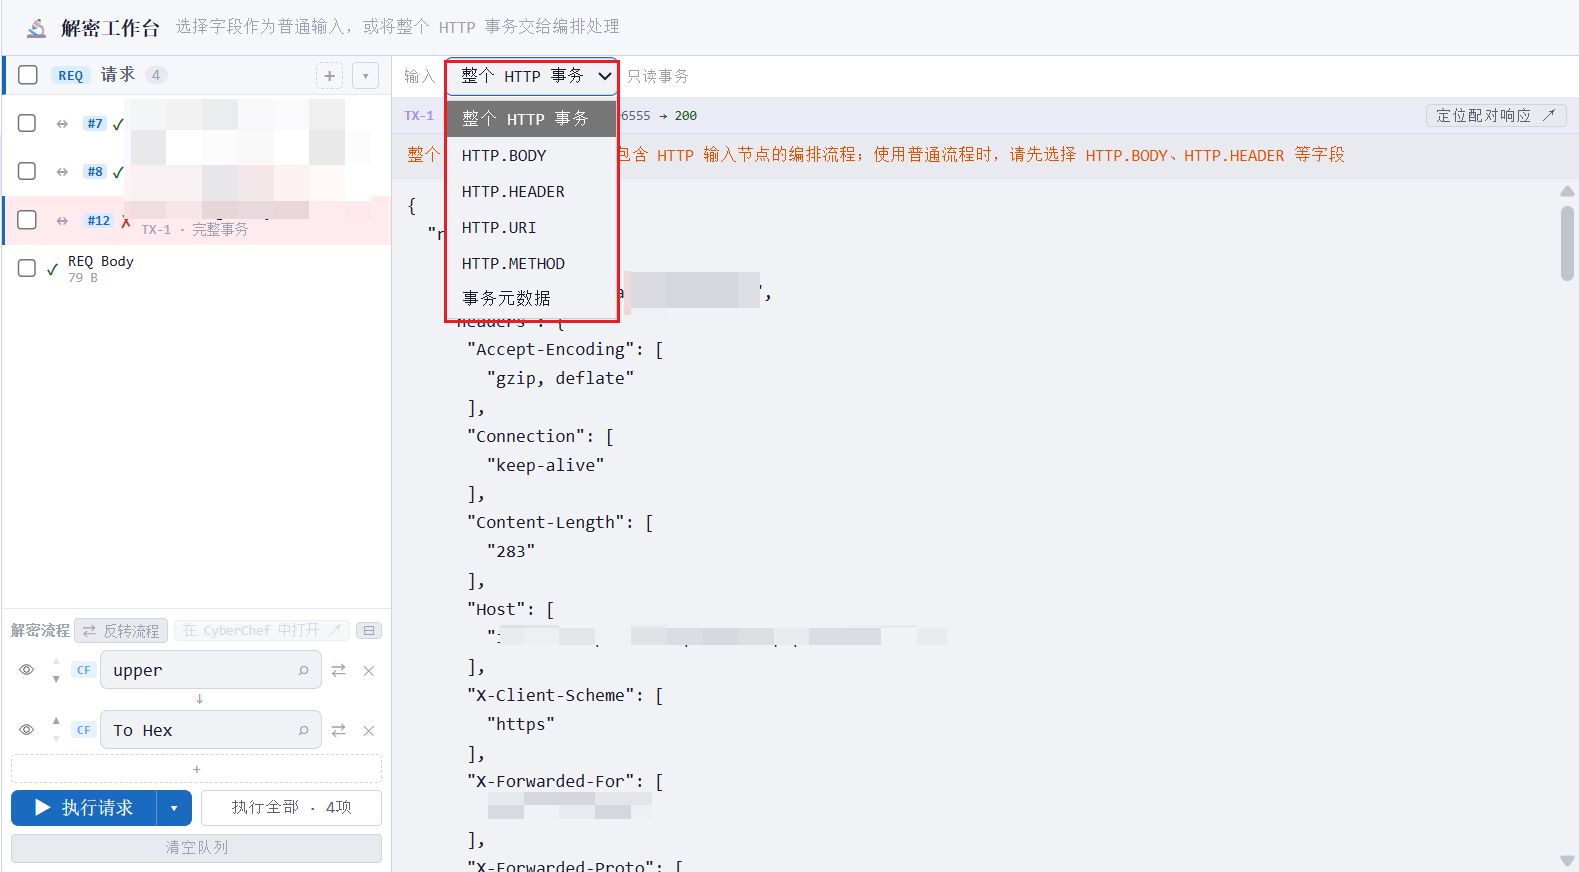 解密工作台 选择字段作为普通输入，或将整个 HTTP 事务交给编排处理
REQ 请求 4 + ▾
输入 整个 HTTP 事务 只读事务
#7 ✓
#8 ✓
#12 ✗
TX-1 · 完整事务
✓ REQ Body
79 B
TX-1 6555 → 200 定位配对响应 ↗
整个 包含 HTTP 输入节点的编排流程；使用普通流程时，请先选择 HTTP.BODY、HTTP.HEADER 等字段
整个 HTTP 事务
HTTP.BODY
HTTP.HEADER
HTTP.URI
HTTP.METHOD
事务元数据
{
"r
",
headers": {
"Accept-Encoding": [
"gzip, deflate"
],
"Connection": [
"keep-alive"
],
"Content-Length": [
"283"
],
"Host": [
],
"X-Client-Scheme": [
"https"
],
"X-Forwarded-For": [
],
"X-Forwarded-Proto": [
解密流程 ⇄ 反转流程 在 CyberChef 中打开 ↗
CF upper
↓
CF To Hex
+
▶ 执行请求 ▾ 执行全部 · 4项
清空队列